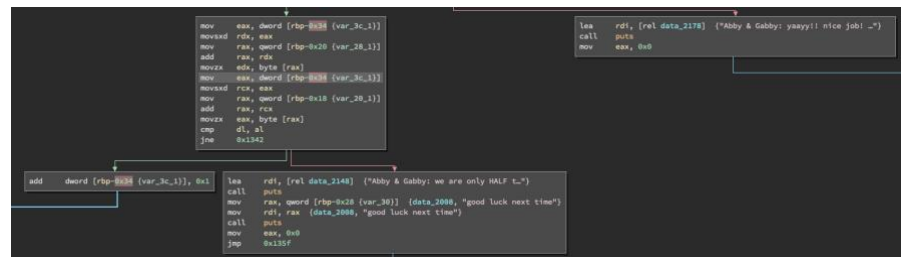 mov eax, dword [rbp-0x34 {var_3c_1}]
movsxd rdx, eax
mov rax, qword [rbp-0x20 {var_28_1}]
add rax, rdx
movzx edx, byte [rax]
mov eax, dword [rbp-0x34 {var_3c_1}]
movsxd rcx, eax
mov rax, qword [rbp-0x18 {var_20_1}]
add rax, rcx
movzx eax, byte [rax]
cmp dl, al
jne 0x1342
lea rdi, [rel data_2178] {"Abby & Gabby: yaayy!! nice job! …"}
call puts
mov eax, 0x0
add dword [rbp-0x34 {var_3c_1}], 0x1
lea rdi, [rel data_2148] {"Abby & Gabby: we are only HALF t…"}
call puts
mov rax, qword [rbp-0x28 {var_30}] {data_2008, "good luck next time"}
mov rdi, rax {data_2008, "good luck next time"}
call puts
mov eax, 0x0
jmp 0x135f